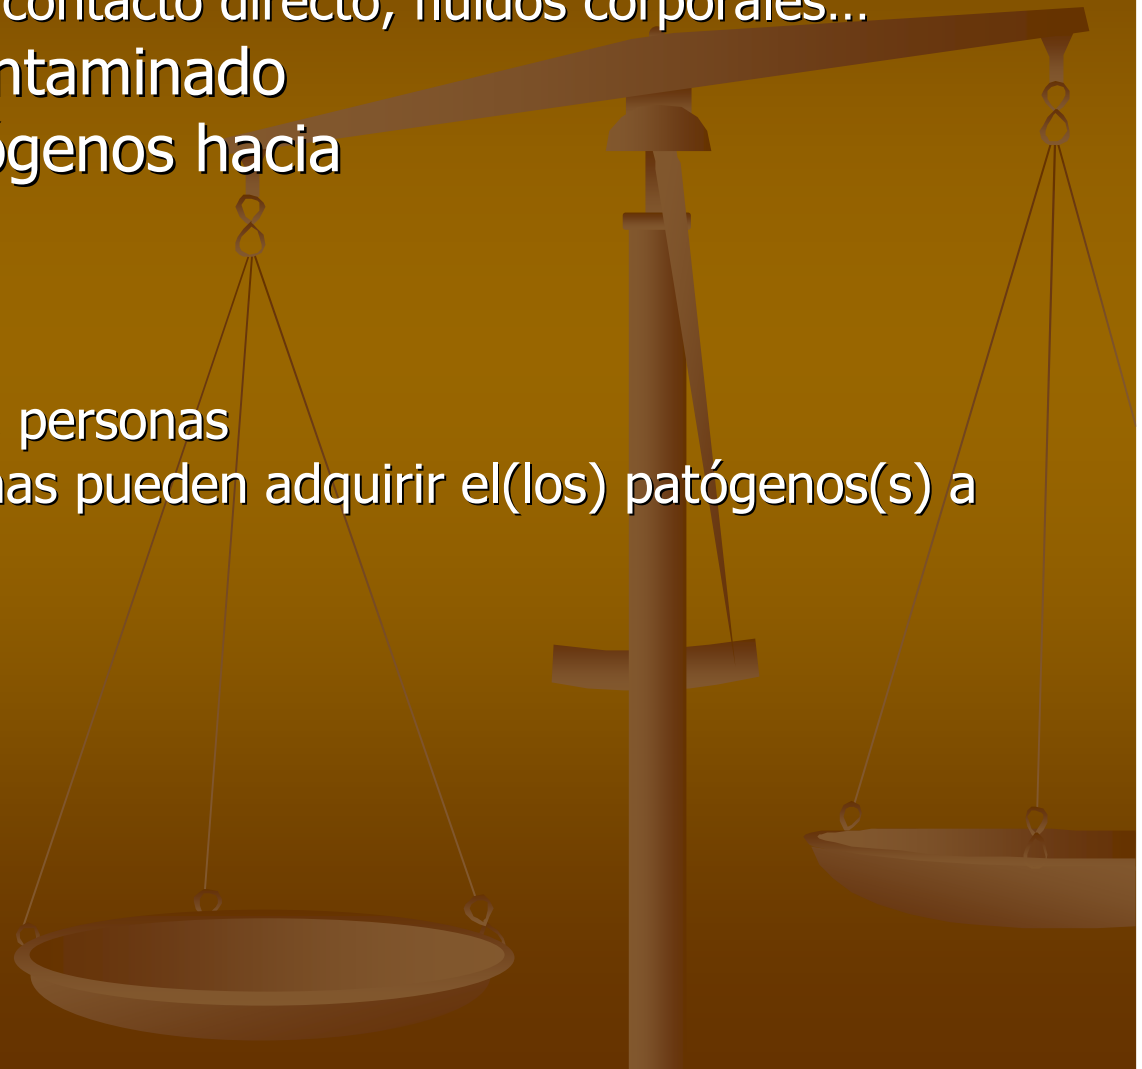 contacto directo, fluidos corporales…
ntaminado
ógenos hacia
personas
nas pueden adquirir el(los) patógenos(s) a